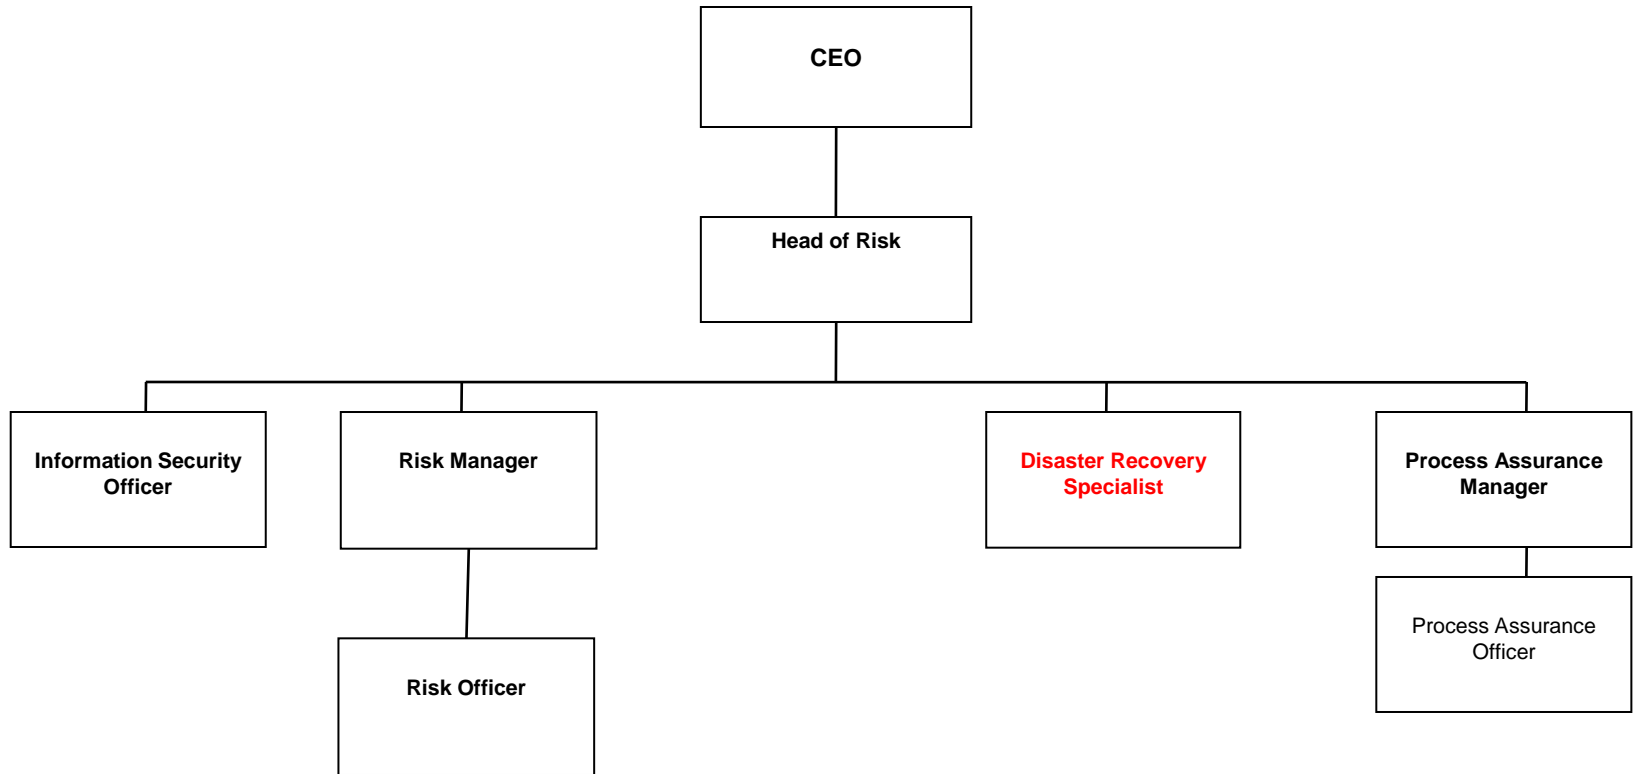 CEO
Head of Risk
Information Security
Officer
Risk Manager
Disaster Recovery
Specialist
Process Assurance
Manager
Process Assurance
Officer
Risk Officer